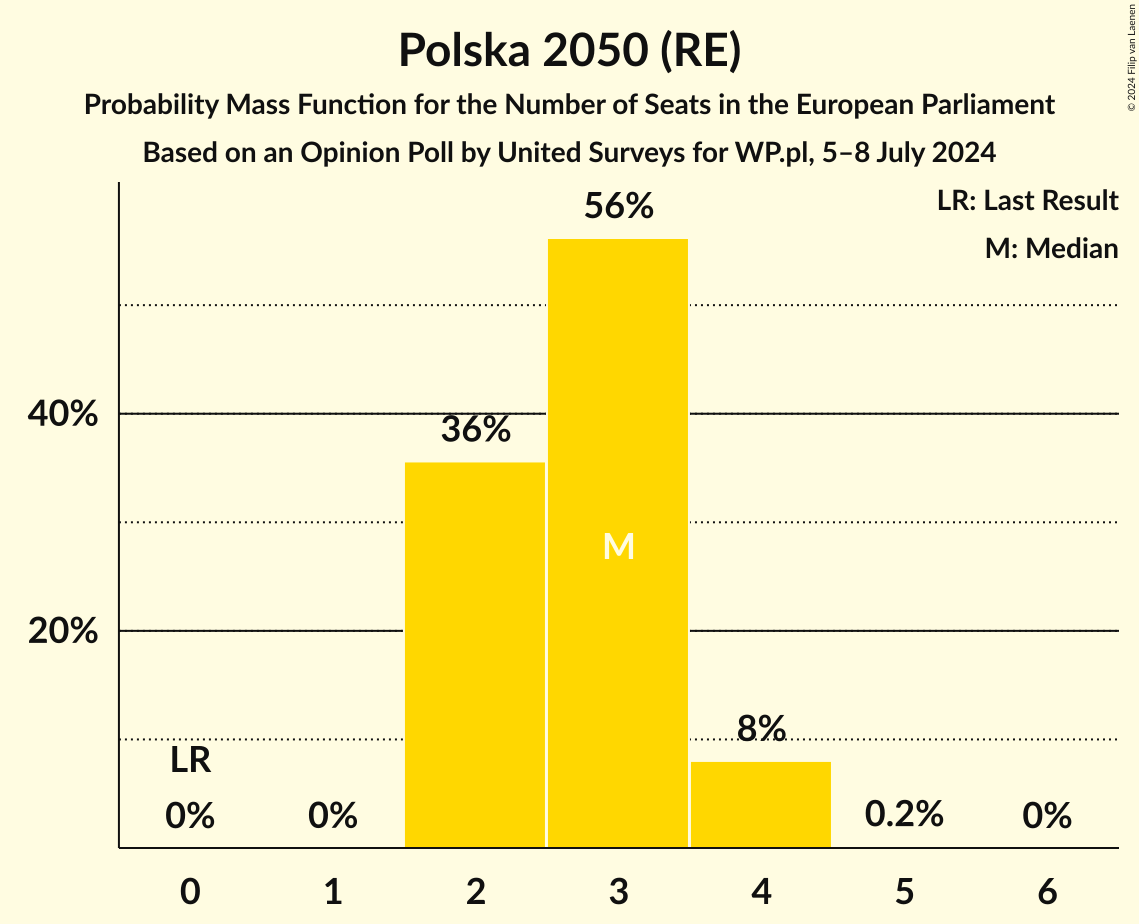 Polska 2050 (RE)
Probability Mass Function for the Number of Seats in the European Parliament
Based on an Opinion Poll by United Surveys for WP.pl, 5–8 July 2024
© 2024 Filip van Laenen
LR: Last Result
M: Median
56%
40%
36%
M
20%
8%
LR
0%
0%
0.2%
0%
0
1
2
3
4
5
6